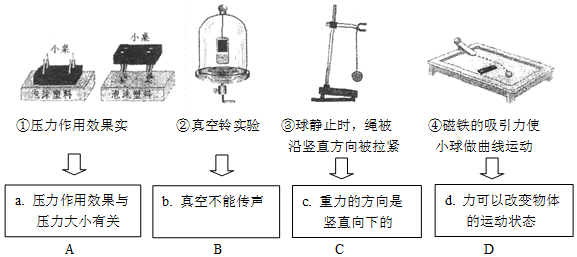 小桌
小桌
泡沫塑料
泡沫塑料
①压力作用效果实
②真空铃实验
③球静止时，绳被
沿竖直方向被拉紧
④磁铁的吸引力使
小球做曲线运动
a. 压力作用效果与
压力大小有关
b. 真空不能传声
c. 重力的方向是
竖直向下的
d. 力可以改变物体
的运动状态
A
B
C
D